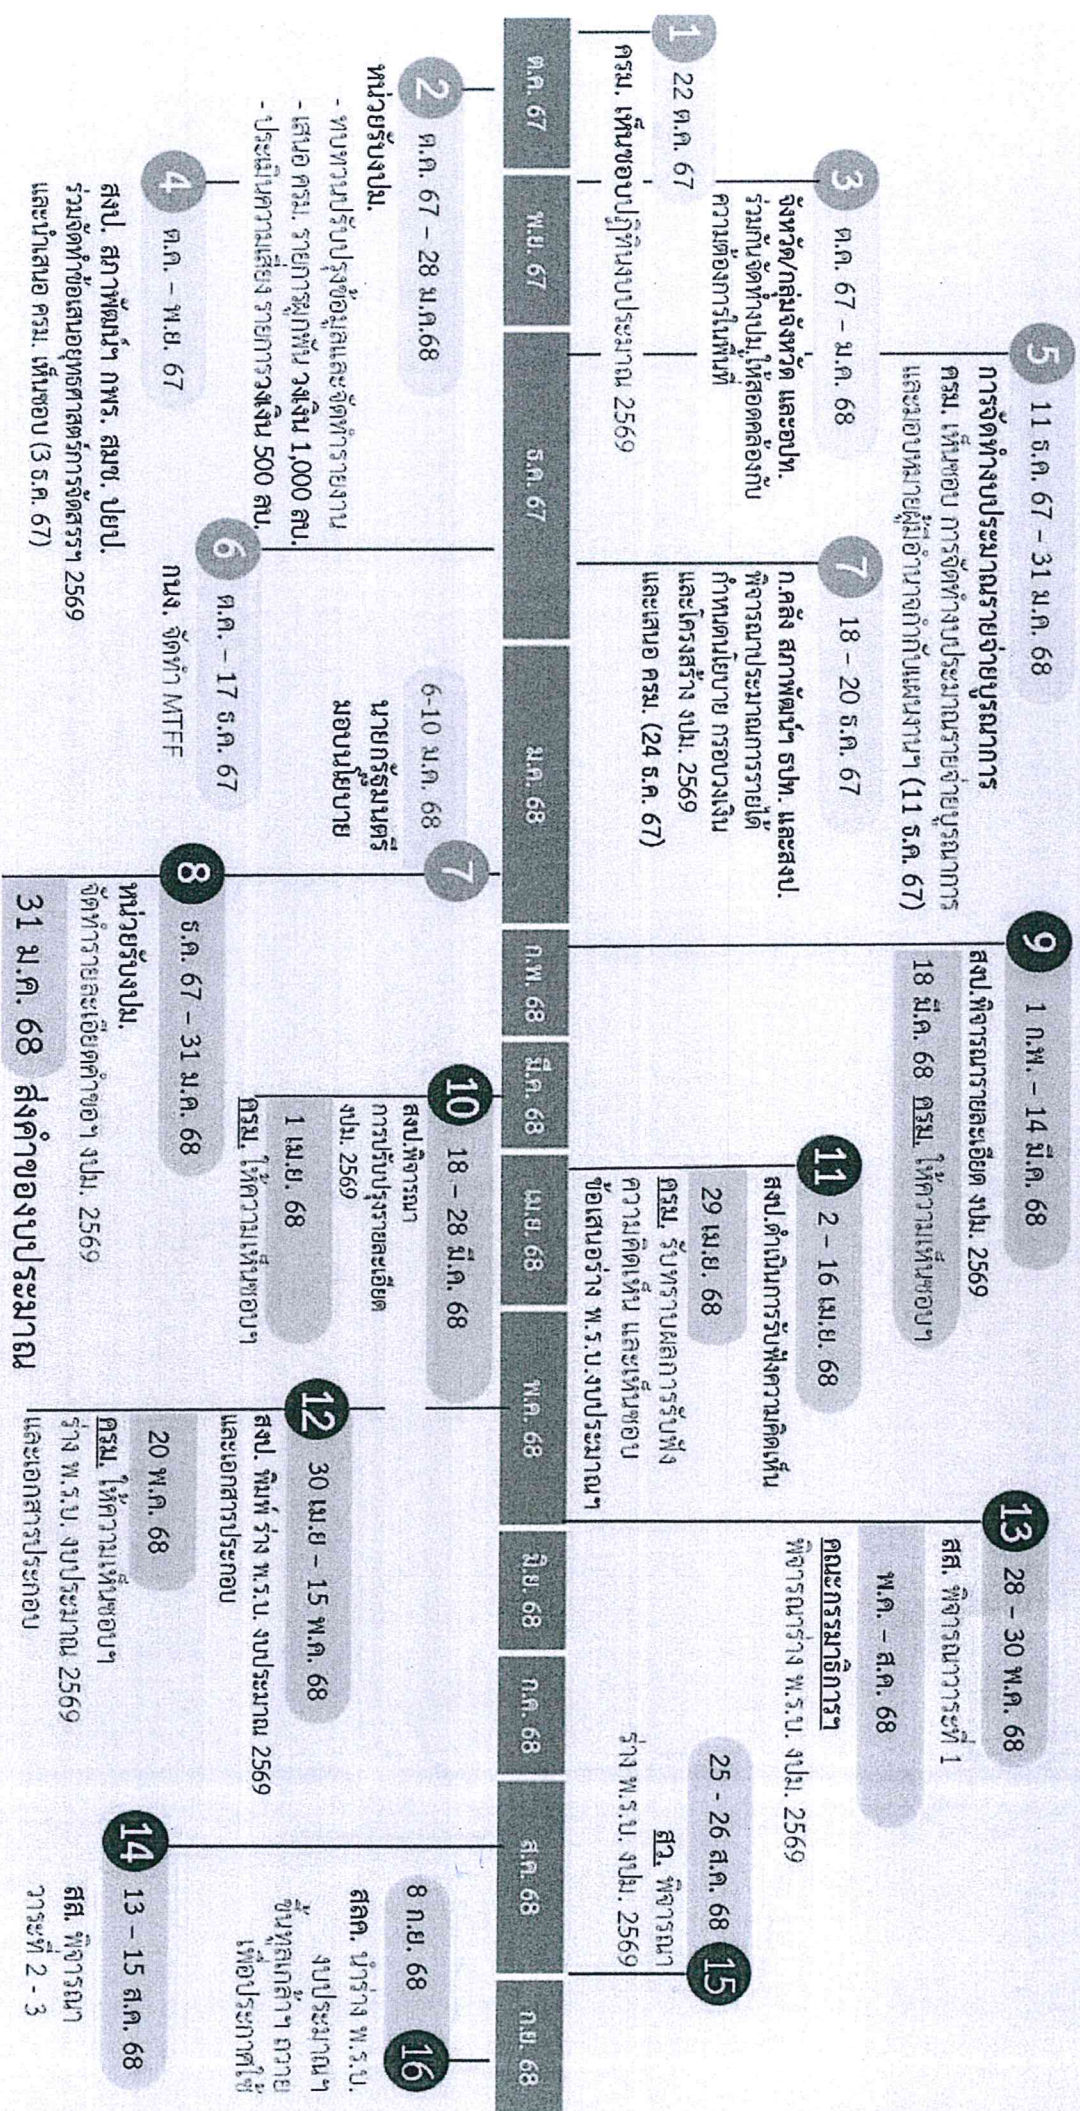 ต.ค. 67
พ.ย. 67
ธ.ค. 67
ม.ค. 68
ก.พ. 68
มี.ค. 68
เม.ย. 68
พ.ค. 68
มิ.ย. 68
ก.ค. 68
ส.ค. 68
ก.ย. 68
1
22 ต.ค. 67
ครม. เห็นชอบปฏิทินงบประมาณ 2569
2
ต.ค. 67 – 28 ม.ค.68
หน่วยรับงปม.
- ทบทวนปรับปรุงข้อมูลและจัดทำรายงาน
- เสนอ ครม. รายการผูกพัน วงเงิน 1,000 ลบ.
- ประเมินความเสี่ยง รายการวงเงิน 500 ลบ.
3
ต.ค. 67 – ม.ค. 68
จังหวัด/กลุ่มจังหวัด และอปท.
ร่วมกันจัดทำงปม.ให้สอดคล้องกับ
ความต้องการในพื้นที่
4
ต.ค. – พ.ย. 67
สงป. สภาพัฒน์ฯ กพร. สมช. ปยป.
ร่วมจัดทำข้อเสนอยุทธศาสตร์การจัดสรรฯ 2569
และนำเสนอ ครม. เห็นชอบ (3 ธ.ค. 67)
5
11 ธ.ค. 67 – 31 ม.ค. 68
การจัดทำงบประมาณรายจ่ายบูรณาการ
ครม. เห็นชอบ การจัดทำงบประมาณรายจ่ายบูรณาการ
และมอบหมายผู้มีอำนาจกำกับแผนงานฯ (11 ธ.ค. 67)
6
ต.ค. – 17 ธ.ค. 67
กนง. จัดทำ MTFF
7
18 – 20 ธ.ค. 67
ก.คลัง สภาพัฒน์ฯ ธปท. และสงป.
พิจารณาประมาณการรายได้
กำหนดนโยบาย กรอบวงเงิน
และโครงสร้าง งปม. 2569
และเสนอ ครม. (24 ธ.ค. 67)
6-10 ม.ค. 68
7
นายกรัฐมนตรี
มอบนโยบาย
8
ธ.ค. 67 – 31 ม.ค. 68
หน่วยรับงปม.
จัดทำรายละเอียดคำขอฯ งปม. 2569
31 ม.ค. 68 ส่งคำของบประมาณ
9
1 ก.พ. – 14 มี.ค. 68
สงป.พิจารณารายละเอียด งปม. 2569
18 มี.ค. 68 ครม. ให้ความเห็นชอบฯ
10
18 – 28 มี.ค. 68
สงป.พิจารณา
การปรับปรุงรายละเอียด
งปม. 2569
1 เม.ย. 68
ครม. ให้ความเห็นชอบฯ
11
2 – 16 เม.ย. 68
สงป.ดำเนินการรับฟังความคิดเห็น
29 เม.ย. 68
ครม. รับทราบผลการรับฟัง
ความคิดเห็น และเห็นชอบ
ข้อเสนอร่าง พ.ร.บ.งบประมาณฯ
12
30 เม.ย – 15 พ.ค. 68
สงป. พิมพ์ ร่าง พ.ร.บ. งบประมาณ 2569
และเอกสารประกอบ
20 พ.ค. 68
ครม. ให้ความเห็นชอบฯ
ร่าง พ.ร.บ. งบประมาณ 2569
และเอกสารประกอบ
13
28 – 30 พ.ค. 68
สส. พิจารณาวาระที่ 1
พ.ค. – ส.ค. 68
คณะกรรมาธิการฯ
พิจารณาร่าง พ.ร.บ. งปม. 2569
14
13 – 15 ส.ค. 68
สส. พิจารณา
วาระที่ 2 - 3
25 - 26 ส.ค. 68
15
สว. พิจารณา
ร่าง พ.ร.บ. งปม. 2569
8 ก.ย. 68
16
สลค. นำร่าง พ.ร.บ.
งบประมาณฯ
ขึ้นทูลเกล้าฯ ถวาย
เพื่อประกาศใช้